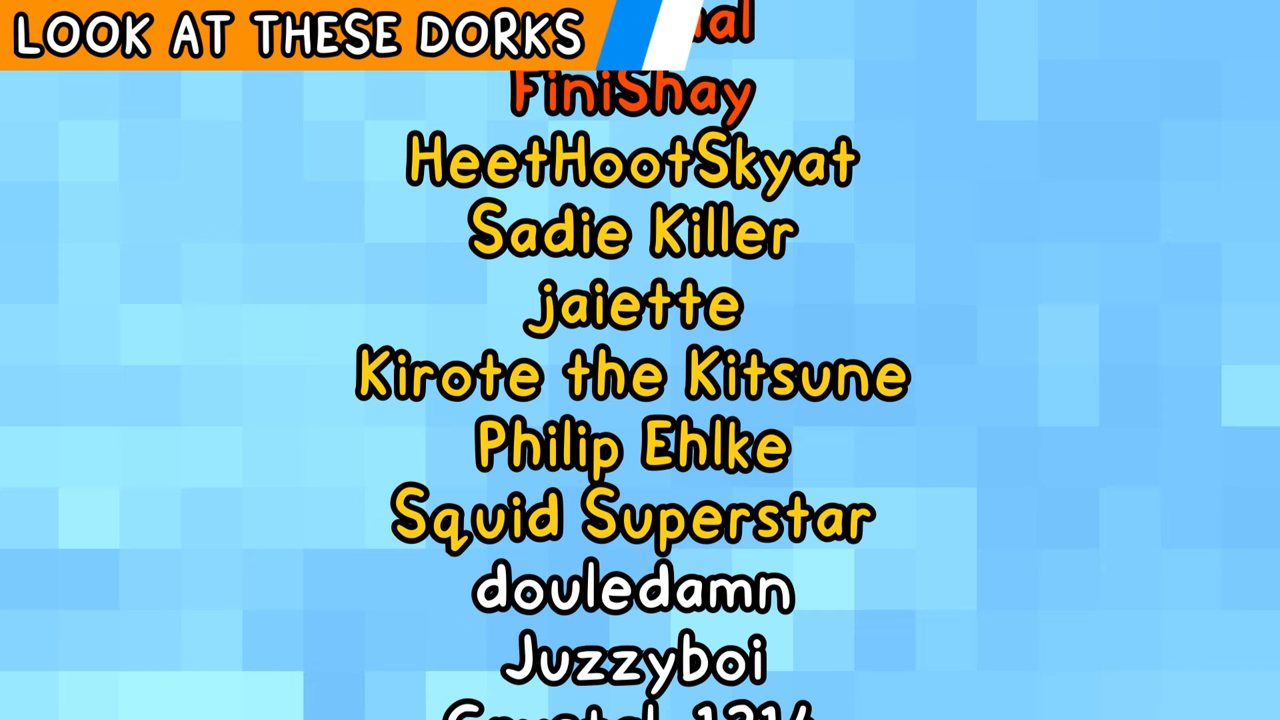 LOOK AT THESE DORKS
FiniShay
HeetHootSkyat
Sadie Killer
jaiette
Kirote the Kitsune
Philip Ehlke
Squid Superstar
douledamn
Juzzyboi